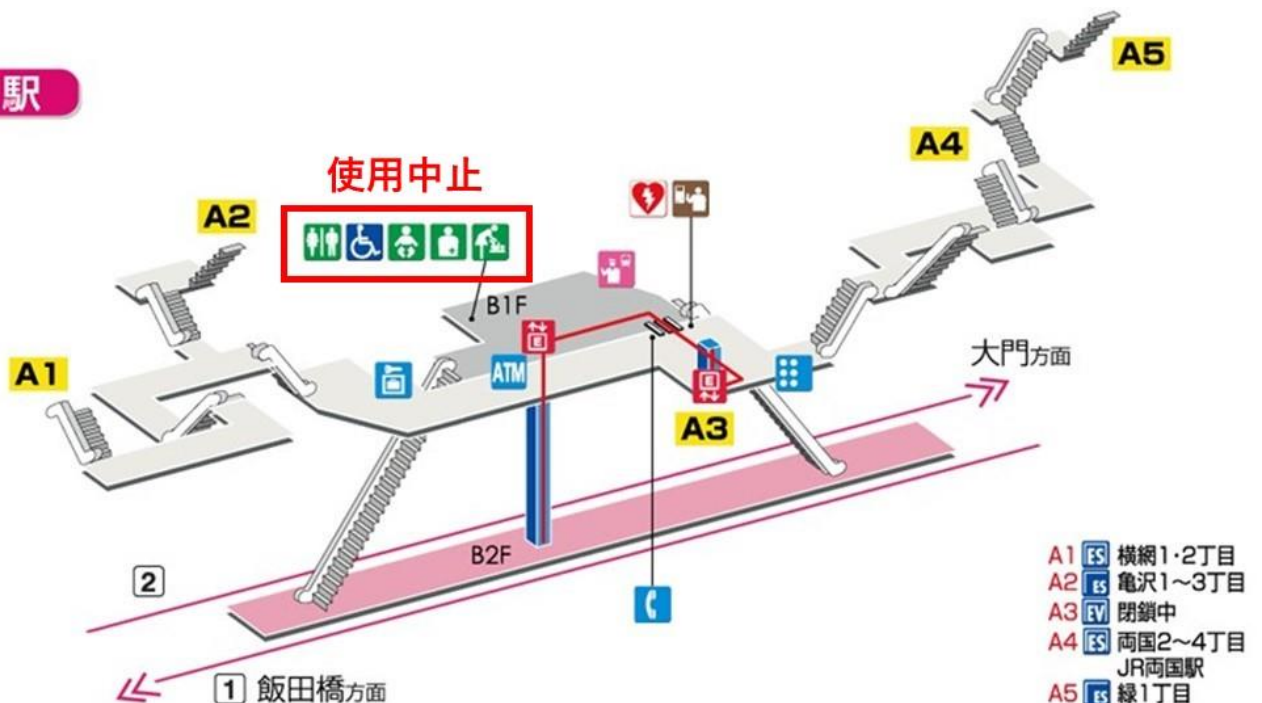 駅
使用中止
A5
A4
A2
B1F
ATM
E
E
A1
A3
大門方面
B2F
2
1 飯田橋方面
A1 ES 横網1・2丁目
A2 ES 亀沢1～3丁目
A3 EV 閉鎖中
A4 ES 両国2～4丁目
JR両国駅
A5 ES 緑1丁目